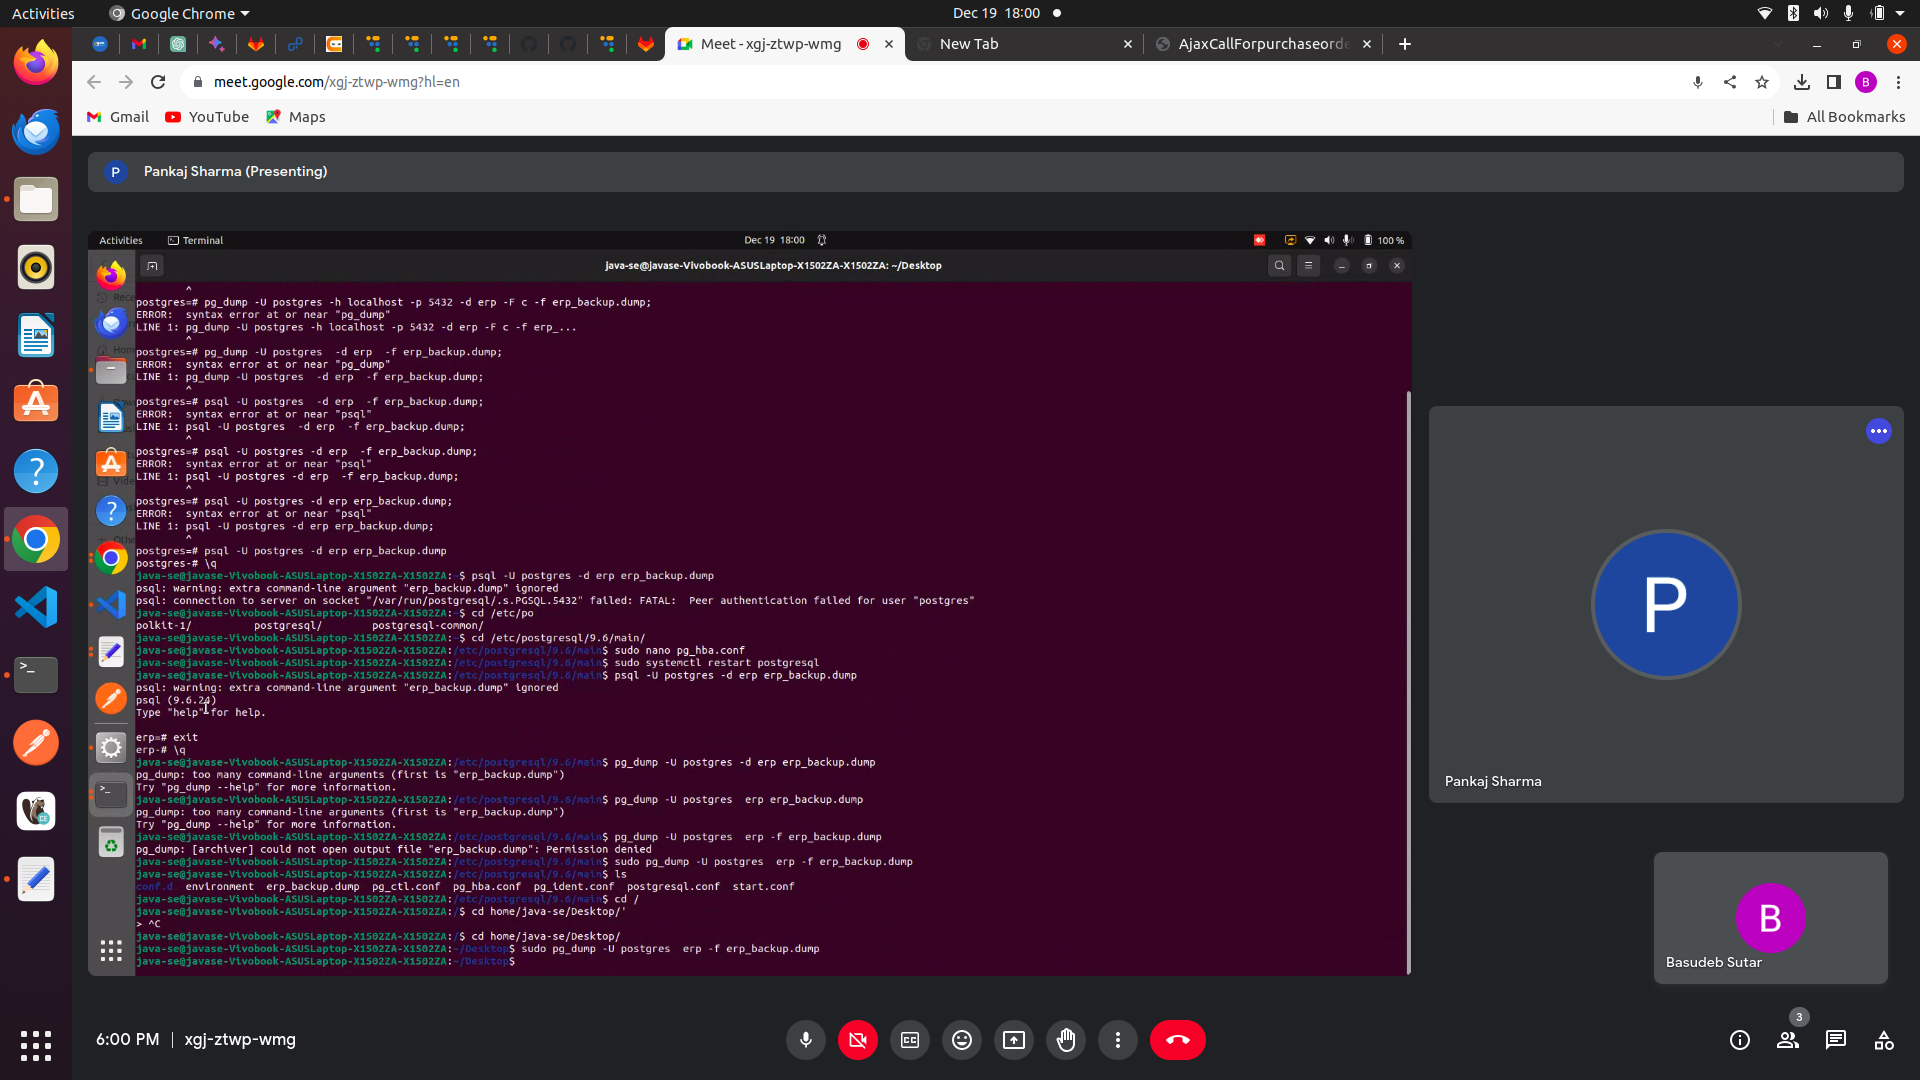 Activities
Google Chrome
Dec 19 18:00
Meet - xgj-ztwp-wmg
New Tab
AjaxCallForpurchaseorde
meet.google.com/xgj-ztwp-wmg?hl=en
B
Gmail
YouTube
Maps
All Bookmarks
P
Pankaj Sharma (Presenting)
Activities
Terminal
Dec 19 18:00
100 %
java-se@javase-Vivobook-ASUSLaptop-X1502ZA-X1502ZA: ~/Desktop
^
postgres=# pg_dump -U postgres -h localhost -p 5432 -d erp -F c -f erp_backup.dump;
ERROR:  syntax error at or near "pg_dump"
LINE 1: pg_dump -U postgres -h localhost -p 5432 -d erp -F c -f erp_...
^
postgres=# pg_dump -U postgres  -d erp  -f erp_backup.dump;
ERROR:  syntax error at or near "pg_dump"
LINE 1: pg_dump -U postgres  -d erp  -f erp_backup.dump;
^
postgres=# psql -U postgres  -d erp  -f erp_backup.dump;
ERROR:  syntax error at or near "psql"
LINE 1: psql -U postgres  -d erp  -f erp_backup.dump;
^
postgres=# psql -U postgres -d erp  -f erp_backup.dump;
ERROR:  syntax error at or near "psql"
LINE 1: psql -U postgres -d erp  -f erp_backup.dump;
^
postgres=# psql -U postgres -d erp erp_backup.dump;
ERROR:  syntax error at or near "psql"
LINE 1: psql -U postgres -d erp erp_backup.dump;
^
postgres=# psql -U postgres -d erp erp_backup.dump
postgres-# \q
java-se@javase-Vivobook-ASUSLaptop-X1502ZA-X1502ZA:~$ psql -U postgres -d erp erp_backup.dump
psql: warning: extra command-line argument "erp_backup.dump" ignored
psql: connection to server on socket "/var/run/postgresql/.s.PGSQL.5432" failed: FATAL:  Peer authentication failed for user "postgres"
java-se@javase-Vivobook-ASUSLaptop-X1502ZA-X1502ZA:~$ cd /etc/po
polkit-1/          postgresql/        postgresql-common/
java-se@javase-Vivobook-ASUSLaptop-X1502ZA-X1502ZA:~$ cd /etc/postgresql/9.6/main/
java-se@javase-Vivobook-ASUSLaptop-X1502ZA-X1502ZA:/etc/postgresql/9.6/main$ sudo nano pg_hba.conf
java-se@javase-Vivobook-ASUSLaptop-X1502ZA-X1502ZA:/etc/postgresql/9.6/main$ sudo systemctl restart postgresql
java-se@javase-Vivobook-ASUSLaptop-X1502ZA-X1502ZA:/etc/postgresql/9.6/main$ psql -U postgres -d erp erp_backup.dump
psql: warning: extra command-line argument "erp_backup.dump" ignored
psql (9.6.24)
Type "help" for help.
erp=# exit
erp-# \q
java-se@javase-Vivobook-ASUSLaptop-X1502ZA-X1502ZA:/etc/postgresql/9.6/main$ pg_dump -U postgres -d erp erp_backup.dump
pg_dump: too many command-line arguments (first is "erp_backup.dump")
Try "pg_dump --help" for more information.
java-se@javase-Vivobook-ASUSLaptop-X1502ZA-X1502ZA:/etc/postgresql/9.6/main$ pg_dump -U postgres  erp erp_backup.dump
pg_dump: too many command-line arguments (first is "erp_backup.dump")
Try "pg_dump --help" for more information.
java-se@javase-Vivobook-ASUSLaptop-X1502ZA-X1502ZA:/etc/postgresql/9.6/main$ pg_dump -U postgres  erp -f erp_backup.dump
pg_dump: [archiver] could not open output file "erp_backup.dump": Permission denied
java-se@javase-Vivobook-ASUSLaptop-X1502ZA-X1502ZA:/etc/postgresql/9.6/main$ sudo pg_dump -U postgres  erp -f erp_backup.dump
java-se@javase-Vivobook-ASUSLaptop-X1502ZA-X1502ZA:/etc/postgresql/9.6/main$ ls
conf.d  environment  erp_backup.dump  pg_ctl.conf  pg_hba.conf  pg_ident.conf  postgresql.conf  start.conf
java-se@javase-Vivobook-ASUSLaptop-X1502ZA-X1502ZA:/etc/postgresql/9.6/main$ cd /
java-se@javase-Vivobook-ASUSLaptop-X1502ZA-X1502ZA:/$ cd home/java-se/Desktop/'
> ^C
java-se@javase-Vivobook-ASUSLaptop-X1502ZA-X1502ZA:/$ cd home/java-se/Desktop/
java-se@javase-Vivobook-ASUSLaptop-X1502ZA-X1502ZA:~/Desktop$ sudo pg_dump -U postgres  erp -f erp_backup.dump
java-se@javase-Vivobook-ASUSLaptop-X1502ZA-X1502ZA:~/Desktop$
P
Pankaj Sharma
B
Basudeb Sutar
6:00 PM | xgj-ztwp-wmg
3